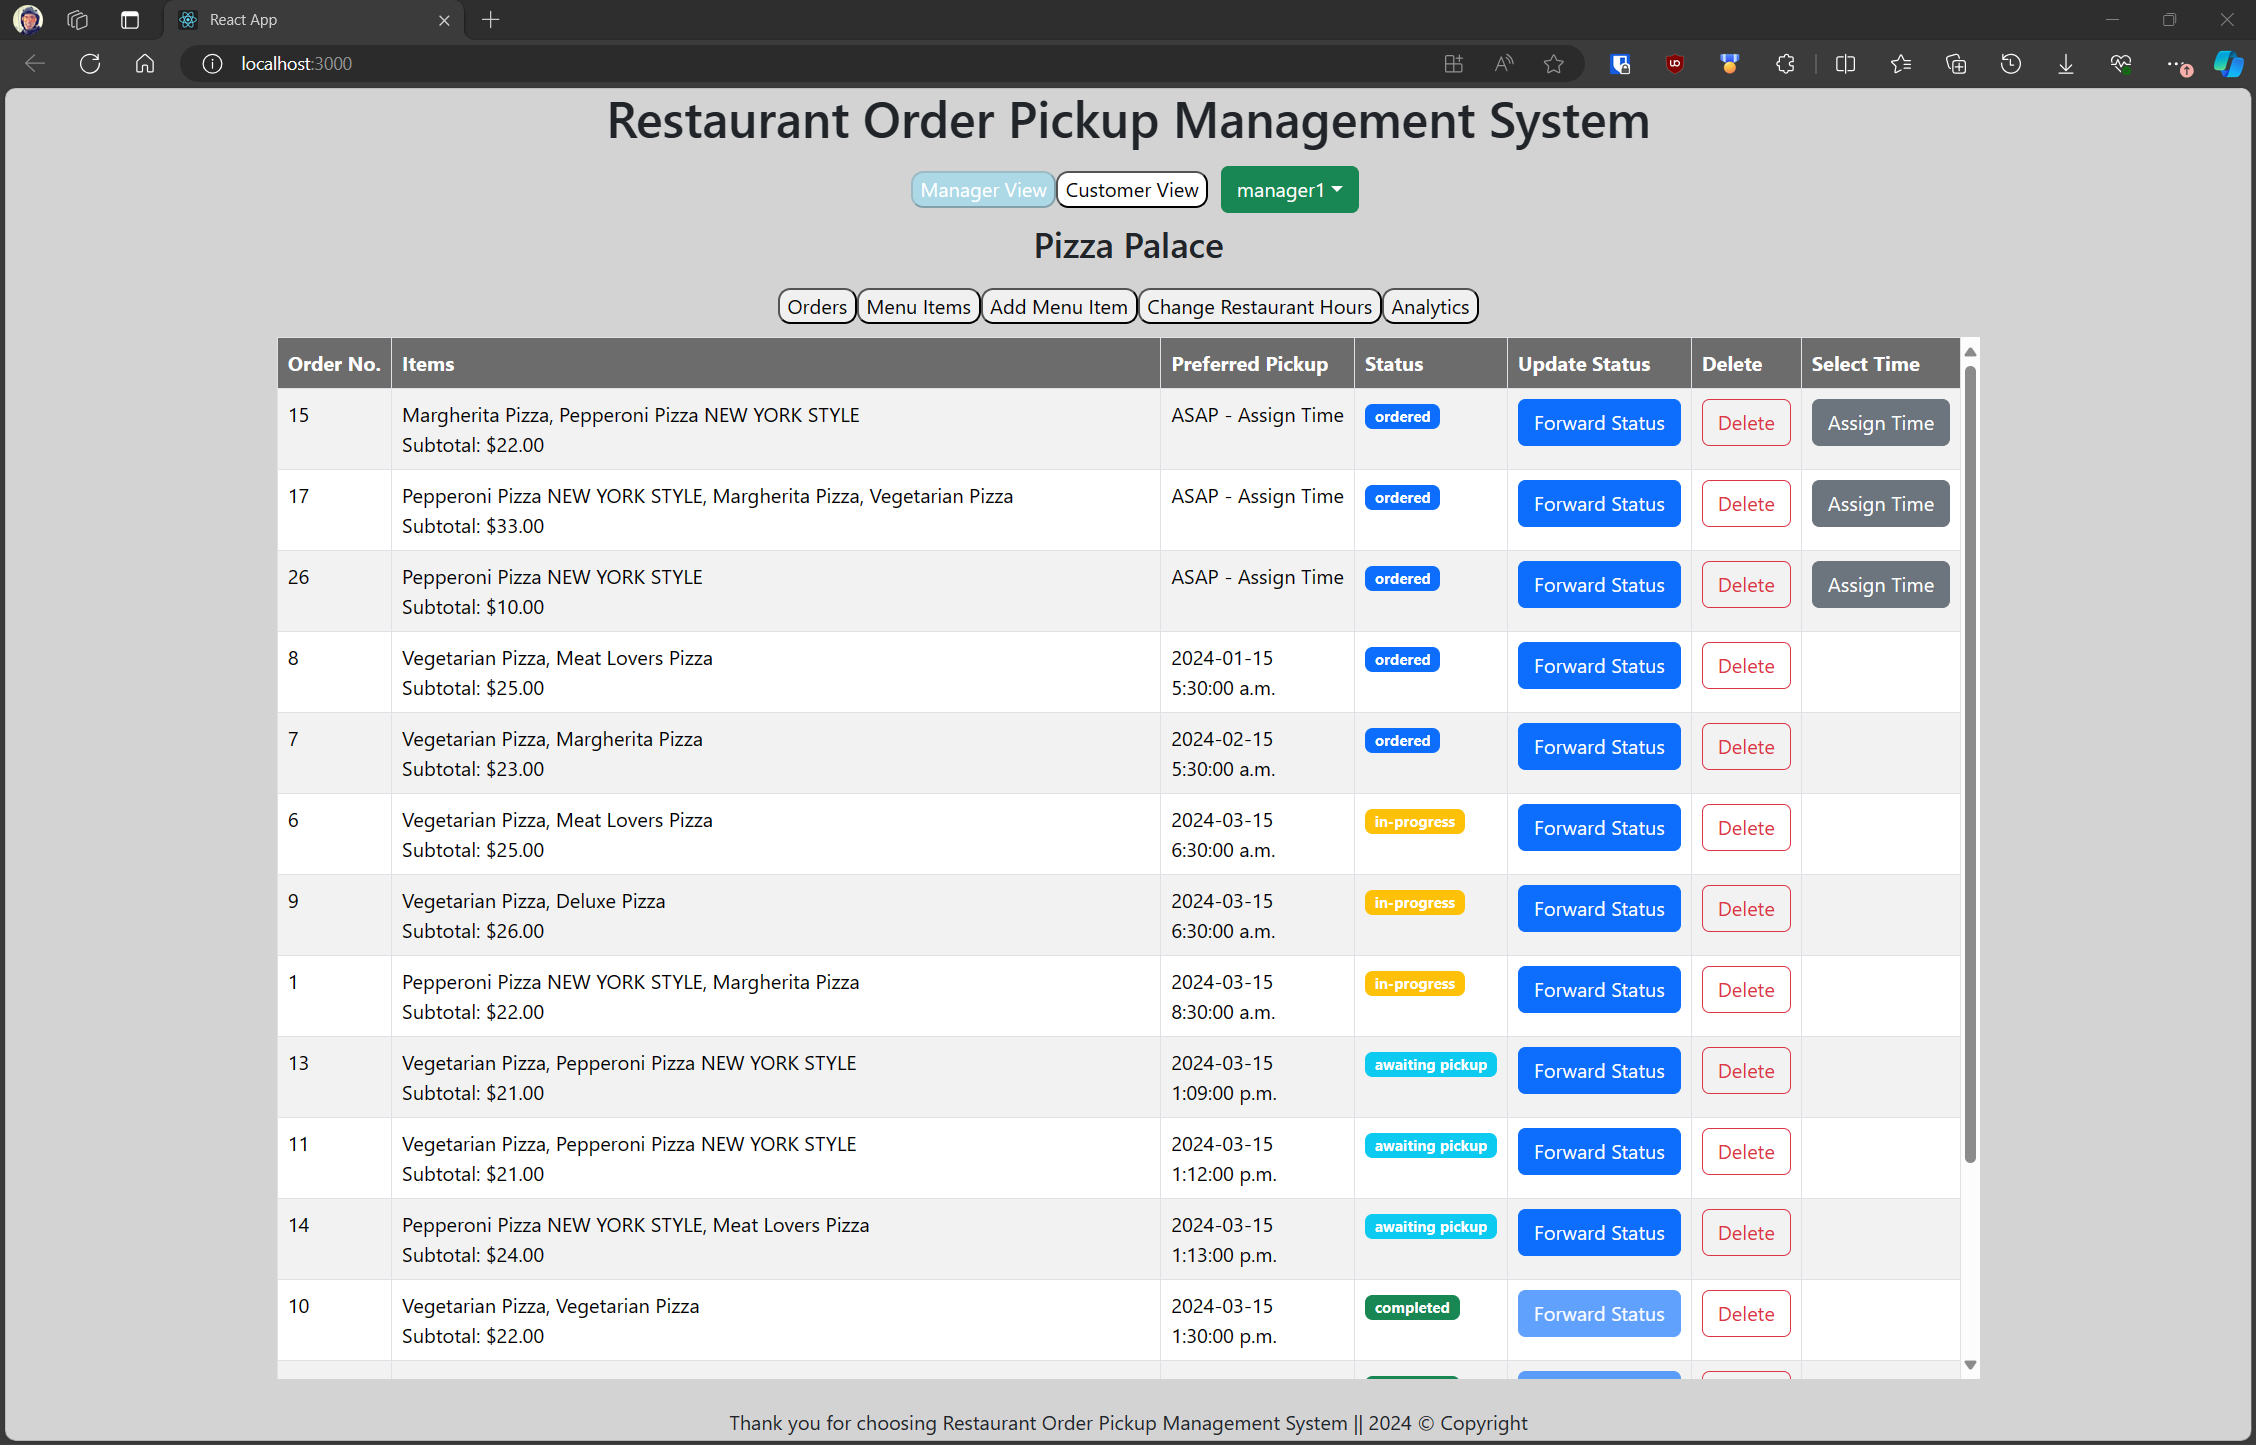 React App
localhost:3000
Restaurant Order Pickup Management System
Manager View Customer View manager1
Pizza Palace
Orders Menu Items Add Menu Item Change Restaurant Hours Analytics
Order No. Items Preferred Pickup Status Update Status Delete Select Time
15 Margherita Pizza, Pepperoni Pizza NEW YORK STYLE ASAP - Assign Time ordered Forward Status Delete Assign Time
Subtotal: $22.00
17 Pepperoni Pizza NEW YORK STYLE, Margherita Pizza, Vegetarian Pizza ASAP - Assign Time ordered Forward Status Delete Assign Time
Subtotal: $33.00
26 Pepperoni Pizza NEW YORK STYLE ASAP - Assign Time ordered Forward Status Delete Assign Time
Subtotal: $10.00
8 Vegetarian Pizza, Meat Lovers Pizza 2024-01-15 ordered Forward Status Delete
Subtotal: $25.00 5:30:00 a.m.
7 Vegetarian Pizza, Margherita Pizza 2024-02-15 ordered Forward Status Delete
Subtotal: $23.00 5:30:00 a.m.
6 Vegetarian Pizza, Meat Lovers Pizza 2024-03-15 in-progress Forward Status Delete
Subtotal: $25.00 6:30:00 a.m.
9 Vegetarian Pizza, Deluxe Pizza 2024-03-15 in-progress Forward Status Delete
Subtotal: $26.00 6:30:00 a.m.
1 Pepperoni Pizza NEW YORK STYLE, Margherita Pizza 2024-03-15 in-progress Forward Status Delete
Subtotal: $22.00 8:30:00 a.m.
13 Vegetarian Pizza, Pepperoni Pizza NEW YORK STYLE 2024-03-15 awaiting pickup Forward Status Delete
Subtotal: $21.00 1:09:00 p.m.
11 Vegetarian Pizza, Pepperoni Pizza NEW YORK STYLE 2024-03-15 awaiting pickup Forward Status Delete
Subtotal: $21.00 1:12:00 p.m.
14 Pepperoni Pizza NEW YORK STYLE, Meat Lovers Pizza 2024-03-15 awaiting pickup Forward Status Delete
Subtotal: $24.00 1:13:00 p.m.
10 Vegetarian Pizza, Vegetarian Pizza 2024-03-15 completed Forward Status Delete
Subtotal: $22.00 1:30:00 p.m.
Thank you for choosing Restaurant Order Pickup Management System || 2024 © Copyright